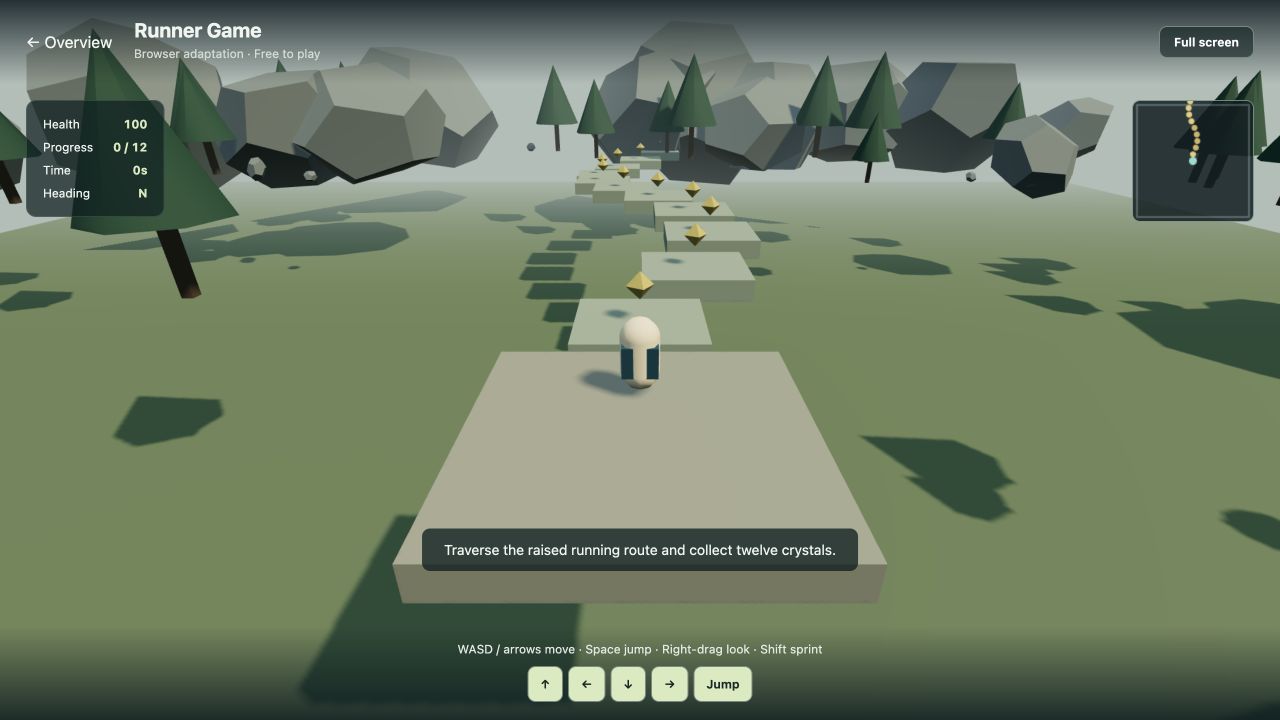 ← Overview
Runner Game
Browser adaptation · Free to play
Full screen
Health 100
Progress 0 / 12
Time 0s
Heading N
Traverse the raised running route and collect twelve crystals.
WASD / arrows move · Space jump · Right-drag look · Shift sprint
↑ ← ↓ → Jump